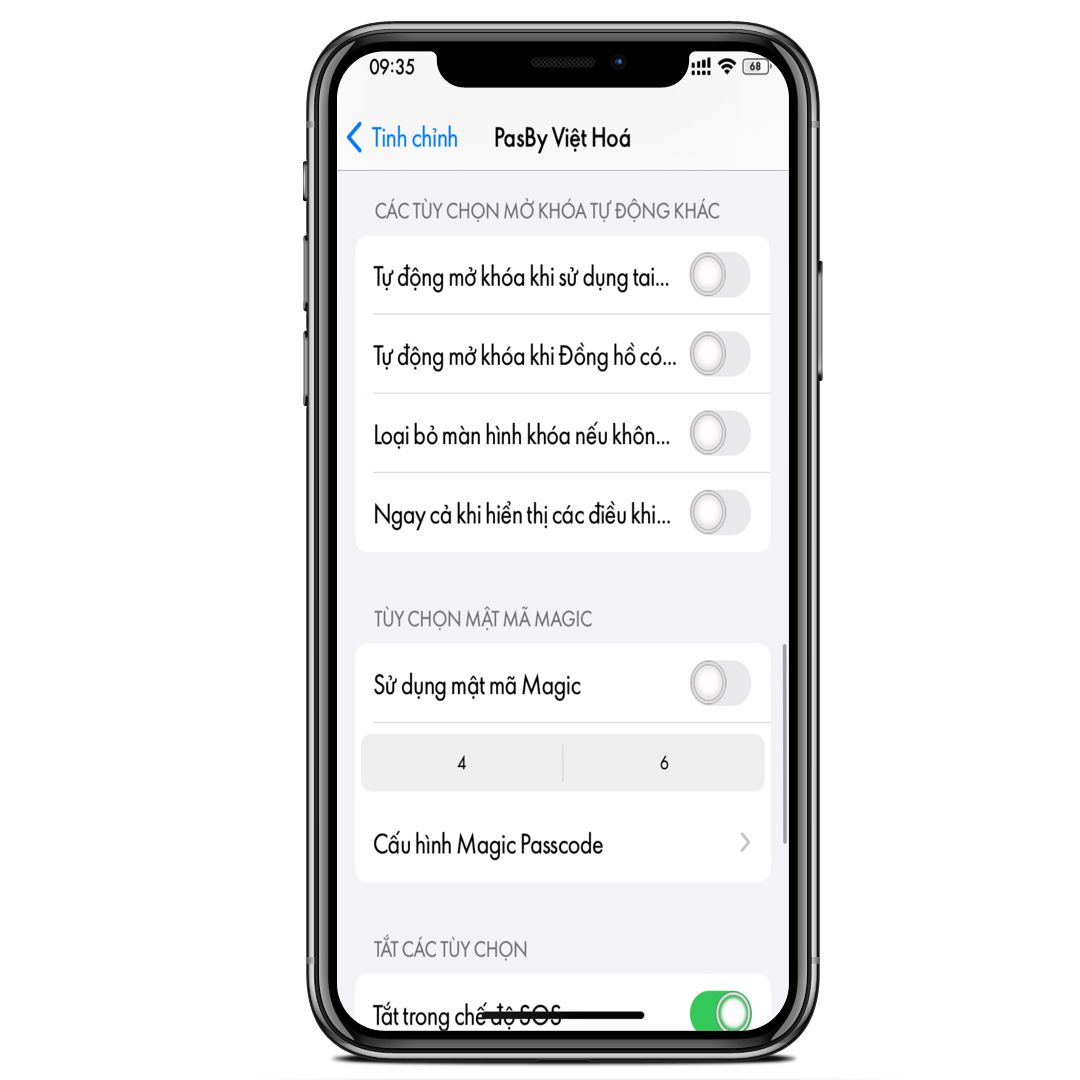 09:35
68
Tinh chỉnh
PasBy Việt Hoá
CÁC TÙY CHỌN MỞ KHÓA TỰ ĐỘNG KHÁC
Tự động mở khóa khi sử dụng tai...
Tự động mở khóa khi Đồng hồ có...
Loại bỏ màn hình khóa nếu khôn...
Ngay cả khi hiển thị các điều khi...
TÙY CHỌN MẬT MÃ MAGIC
Sử dụng mật mã Magic
4
6
Cấu hình Magic Passcode
TẮT CÁC TÙY CHỌN
Tắt trong chế độ SOS